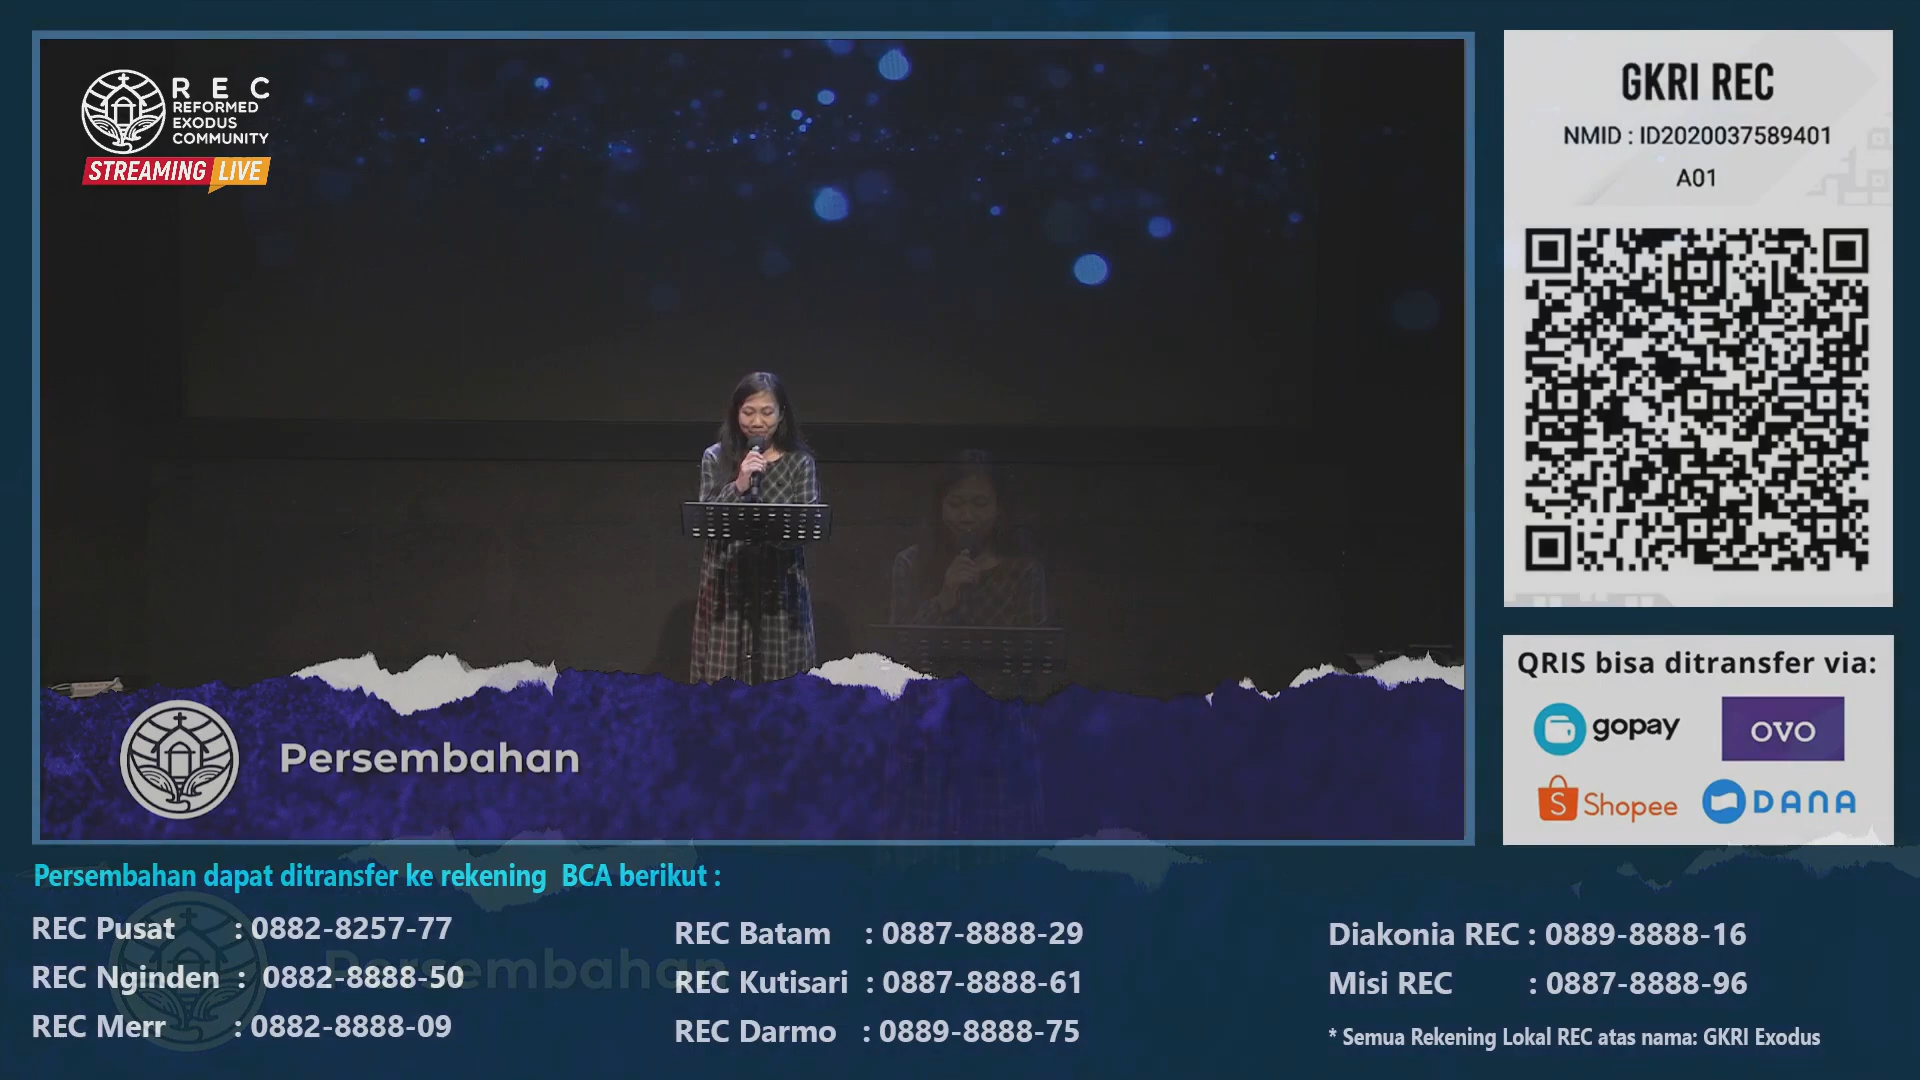 REC
REFORMED
EXODUS
COMMUNITY
STREAMING LIVE
GKRI REC
NMID : ID2020037589401
A01
QRIS bisa ditransfer via:
gopay
OVO
Shopee
DANA
Persembahan
Persembahan dapat ditransfer ke rekening BCA berikut :
REC Pusat : 0882-8257-77
REC Nginden : 0882-8888-50
REC Merr : 0882-8888-09
REC Batam : 0887-8888-29
REC Kutisari : 0887-8888-61
REC Darmo : 0889-8888-75
Diakonia REC : 0889-8888-16
Misi REC : 0887-8888-96
* Semua Rekening Lokal REC atas nama: GKRI Exodus
Persembahan